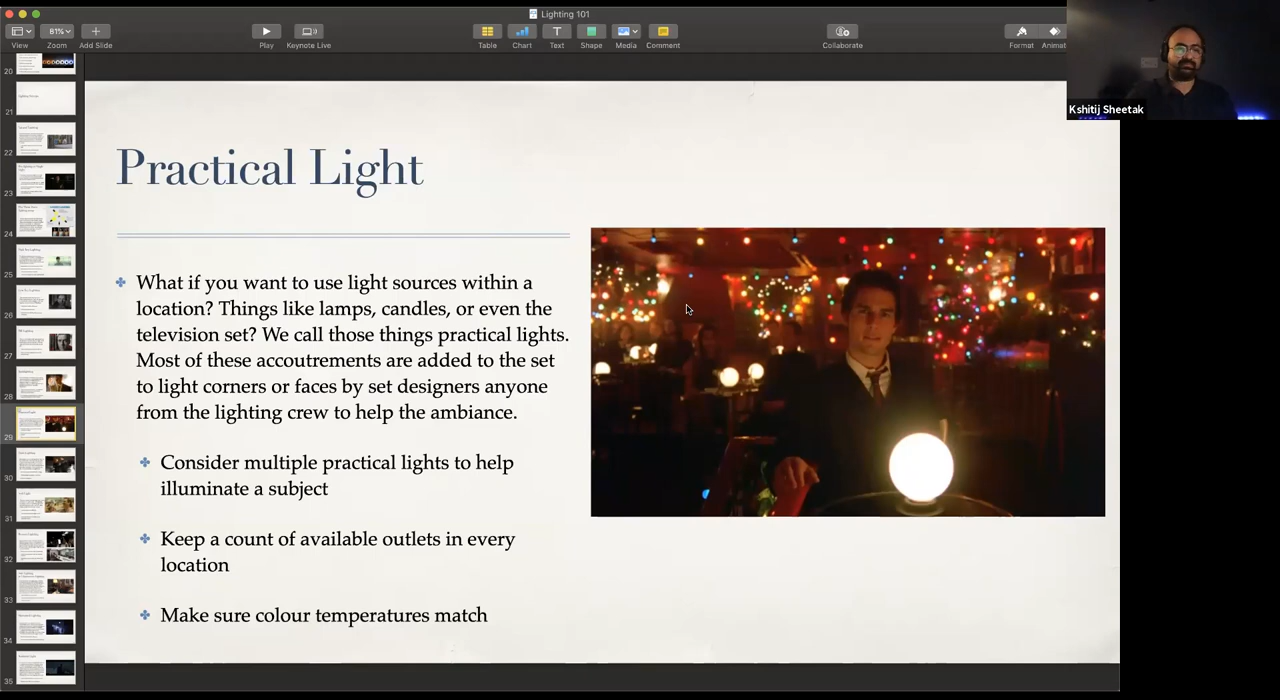 Lighting 101
61%
View
Zoom
Add Slide
Play
Keynote Live
Table
Chart
Text
Shape
Media
Comment
Collaborate
Format
Animat
Kshitij Sheetak
20
21
22
23
24
25
26
27
28
29
30
31
32
33
34
35
Practical Light
What if you want to use light sources within a
location? Things like lamps, candles, or even the
television set? We call those things practical lights.
Most of these accoutrements are added to the set
to light corners or faces by set designers anyone
from the lighting crew to help the ambiance.
Consider multiple practical lights to help
illuminate a subject
Keep a count of available outlets in every
location
Make sure colour temperatures match